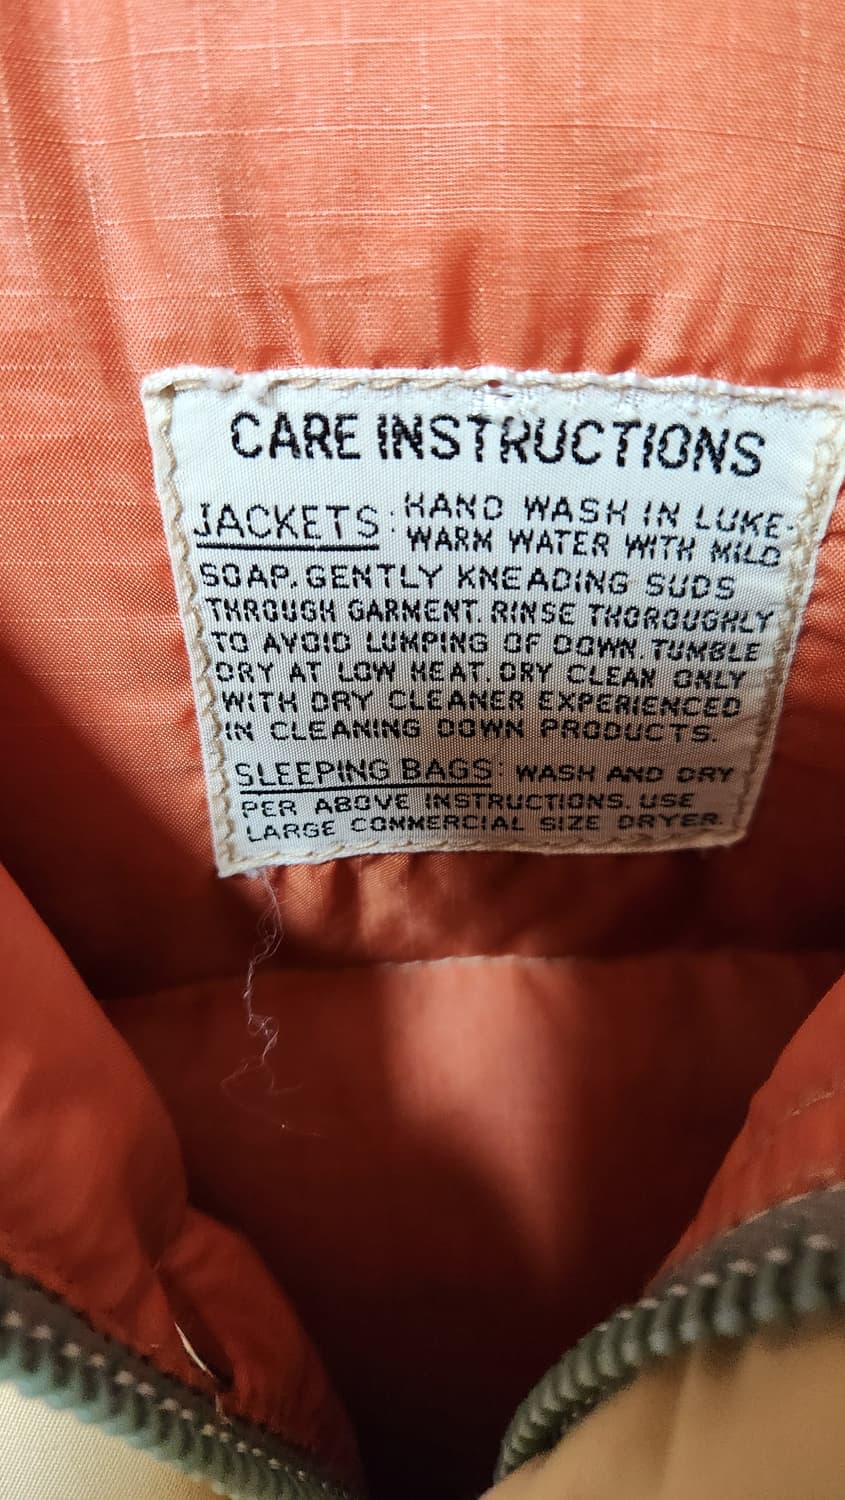 CARE INSTRUCTIONS
JACKETS: HAND WASH IN LUKE-
WARM WATER WITH MILD
SOAP. GENTLY KNEADING SUDS
THROUGH GARMENT. RINSE THOROUGHLY
TO AVOID LUMPING OF DOWN. TUMBLE
DRY AT LOW HEAT. DRY CLEAN ONLY
WITH DRY CLEANER EXPERIENCED
IN CLEANING DOWN PRODUCTS.
SLEEPING BAGS: WASH AND DRY
PER ABOVE INSTRUCTIONS. USE
LARGE COMMERCIAL SIZE DRYER.